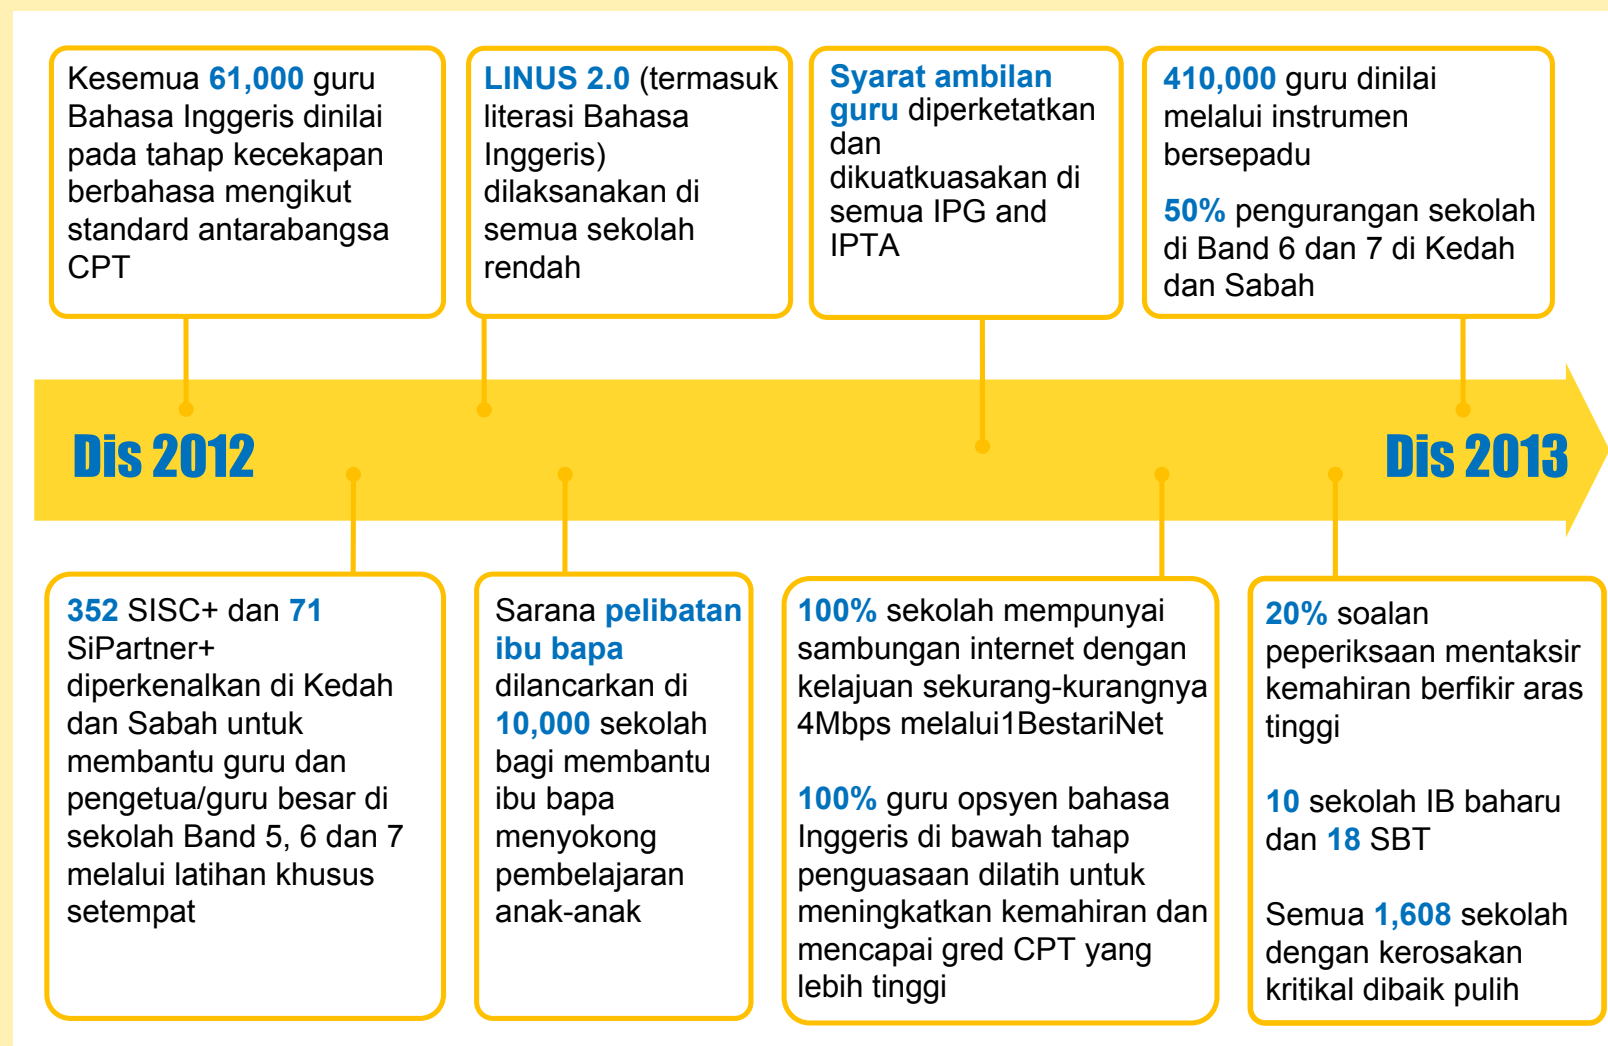 Kesemua 61,000 guru
Bahasa Inggeris dinilai
pada tahap kecekapan
berbahasa mengikut
standard antarabangsa
CPT
LINUS 2.0 (termasuk
literasi Bahasa
Inggeris)
dilaksanakan di
semua sekolah
rendah
Syarat ambilan
guru diperketatkan
dan
dikuatkuasakan di
semua IPG and
IPTA
410,000 guru dinilai
melalui instrumen
bersepadu
50% pengurangan sekolah
di Band 6 dan 7 di Kedah
dan Sabah
Dis 2012
Dis 2013
352 SISC+ dan 71
SiPartner+
diperkenalkan di Kedah
dan Sabah untuk
membantu guru dan
pengetua/guru besar di
sekolah Band 5, 6 dan 7
melalui latihan khusus
setempat
Sarana pelibatan
ibu bapa
dilancarkan di
10,000 sekolah
bagi membantu
ibu bapa
menyokong
pembelajaran
anak-anak
100% sekolah mempunyai
sambungan internet dengan
kelajuan sekurang-kurangnya
4Mbps melalui1BestariNet
100% guru opsyen bahasa
Inggeris di bawah tahap
penguasaan dilatih untuk
meningkatkan kemahiran dan
mencapai gred CPT yang
lebih tinggi
20% soalan
peperiksaan mentaksir
kemahiran berfikir aras
tinggi
10 sekolah IB baharu
dan 18 SBT
Semua 1,608 sekolah
dengan kerosakan
kritikal dibaik pulih